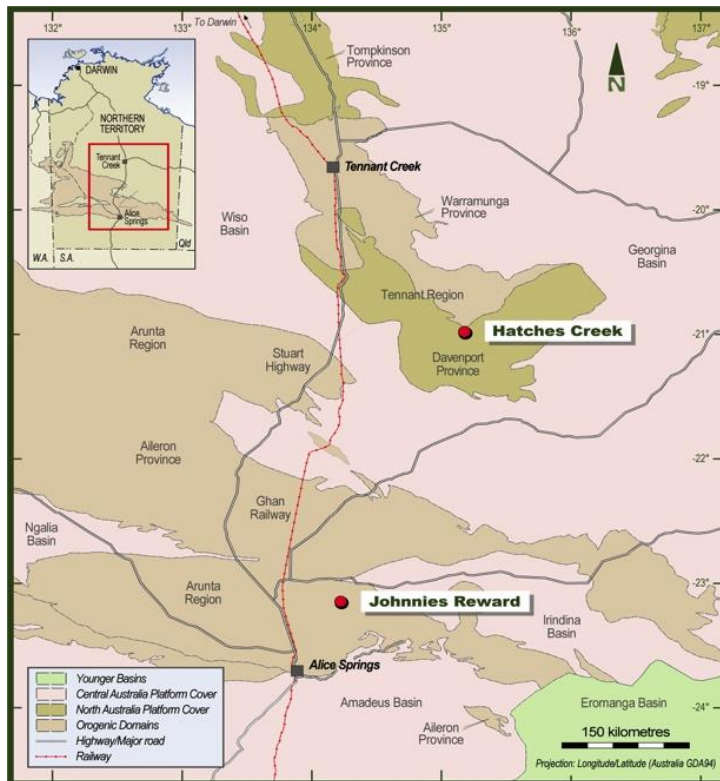 132°
133°
134°
135°
136°
137°
To Darwin
Tompkinson
Province
-19°
DARWIN
NORTHERN
TERRITORY
Tennant
Creek
Alice
Springs
W.A.
S.A.
Qld
N
Tennant Creek
Warramunga
Province
Wiso
Basin
-20°
Georgina
Basin
Tennant Region
Hatches Creek
Arunta
Region
Stuart
Highway
Davenport
Province
-21°
Aileron
Province
-22°
Ghan
Railway
Ngalia
Basin
Arunta
Region
-23°
Johnnies Reward
Irindina
Basin
Alice Springs
Younger Basins
Central Australia Platform Cover
North Australia Platform Cover
Orogenic Domains
Highway/Major road
Railway
Amadeus Basin
Aileron
Province
Eromanga Basin
-24°
150 kilometres
Projection: Longitude/Latitude (Australia GDA94)